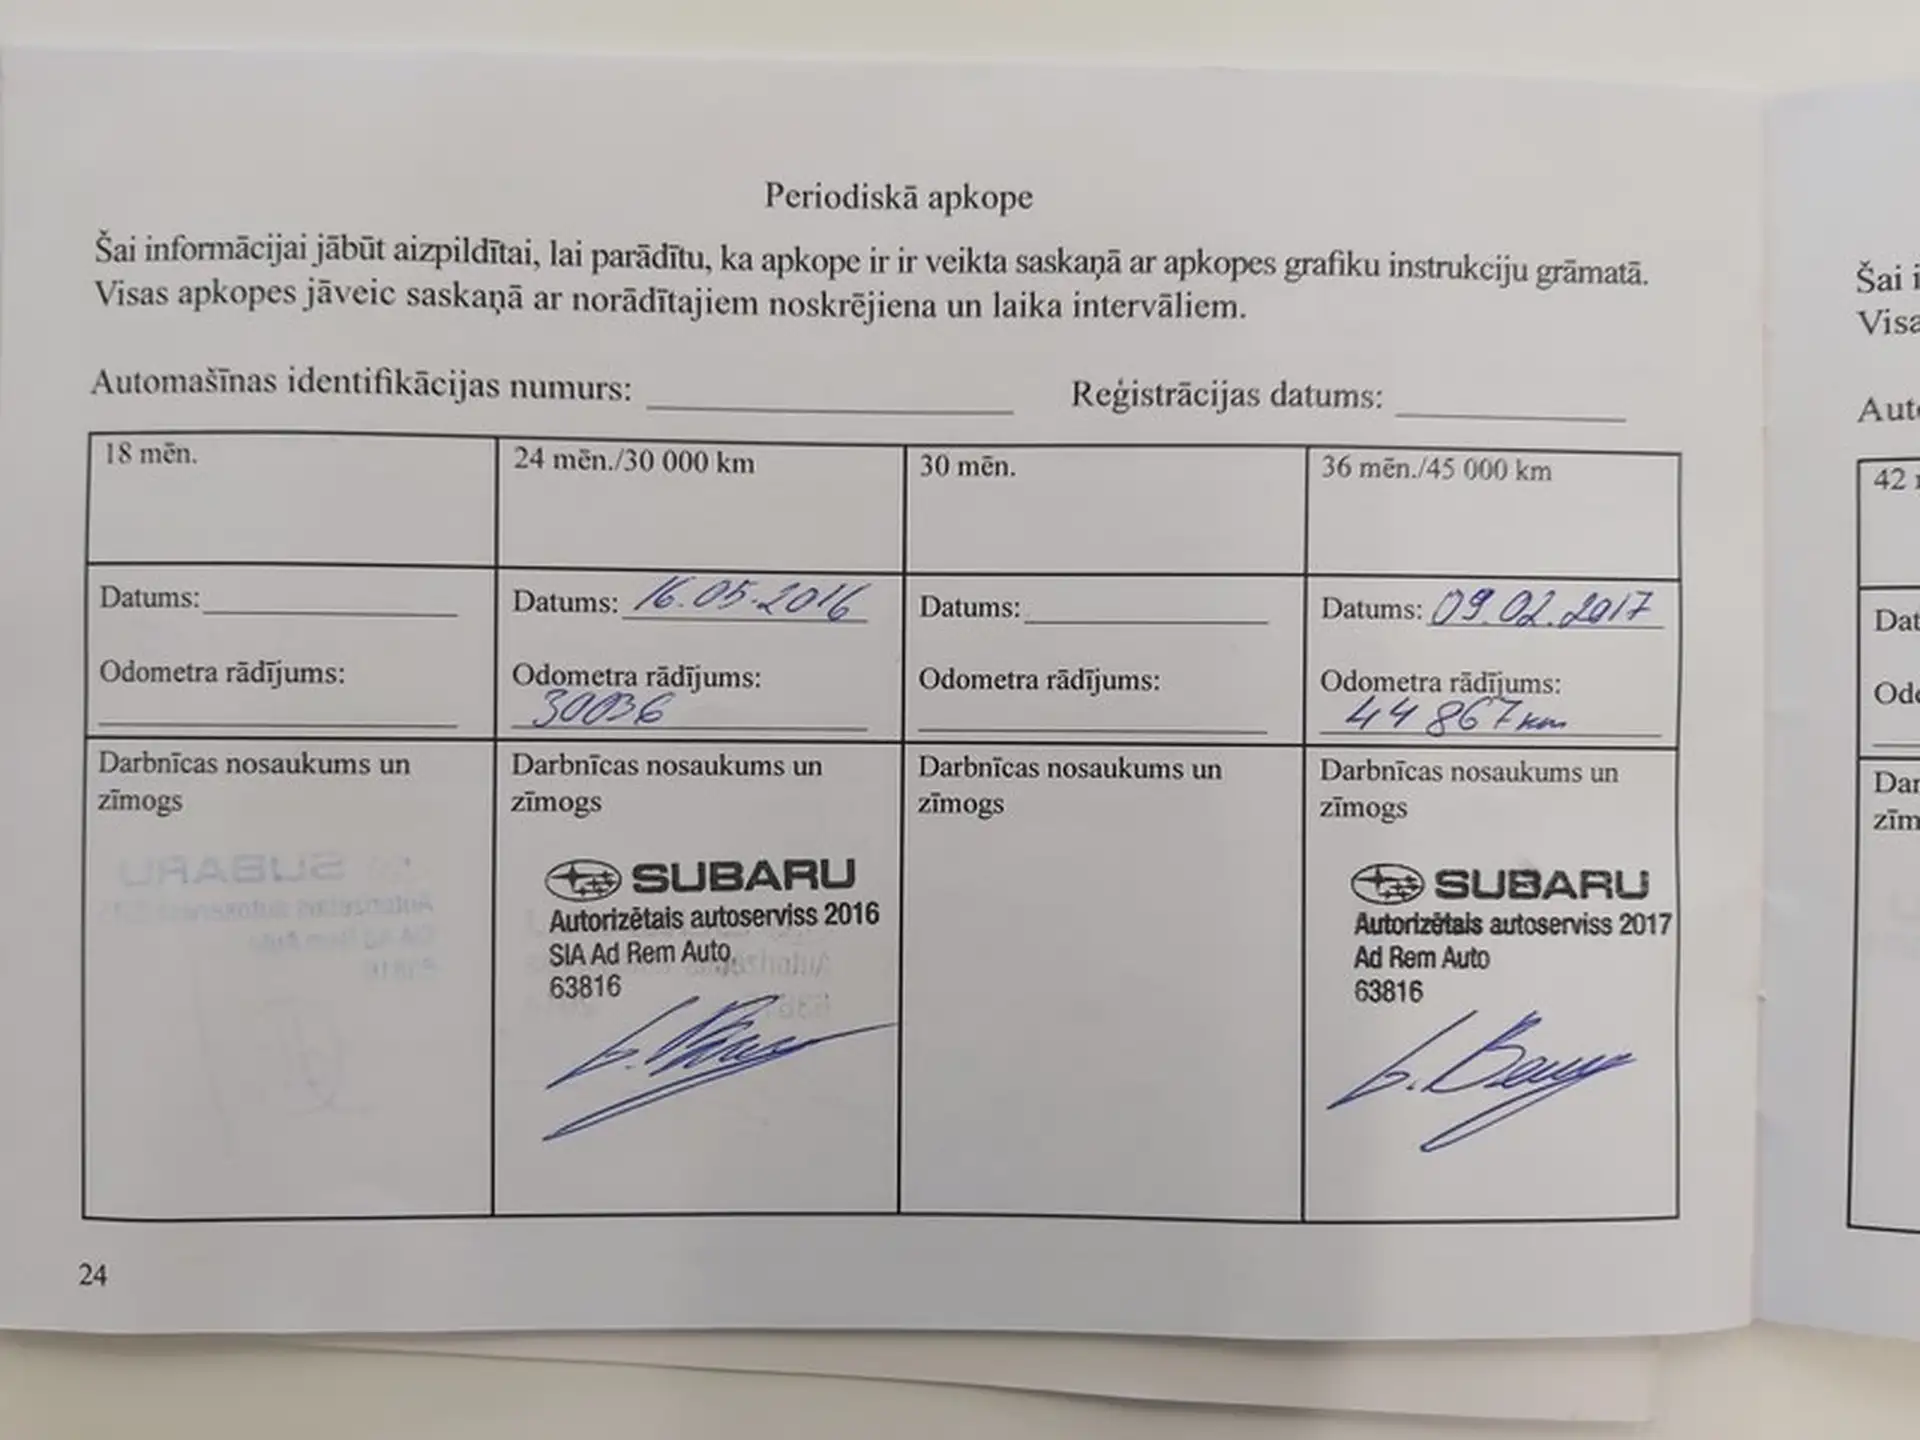 Periodiskā apkope
Šai informācijai jābūt aizpildītai, lai parādītu, ka apkope ir ir veikta saskaņā ar apkopes grafiku instrukciju grāmatā.
Visas apkopes jāveic saskaņā ar norādītajiem noskrējiena un laika intervāliem.
Automašīnas identifikācijas numurs: Reģistrācijas datums:
18 mēn.
Datums:
Odometra rādījums:
Darbnīcas nosaukums un
zīmogs
24 mēn./30 000 km
Datums: 16.05.2016
Odometra rādījums:
30036
Darbnīcas nosaukums un
zīmogs
SUBARU
Autorizētais autoserviss 2016
SIA Ad Rem Auto
63816
30 mēn.
Datums:
Odometra rādījums:
Darbnīcas nosaukums un
zīmogs
36 mēn./45 000 km
Datums: 09.02.2017
Odometra rādījums:
44 867 km
Darbnīcas nosaukums un
zīmogs
SUBARU
Autorizētais autoserviss 2017
Ad Rem Auto
63816
24
Šai
42